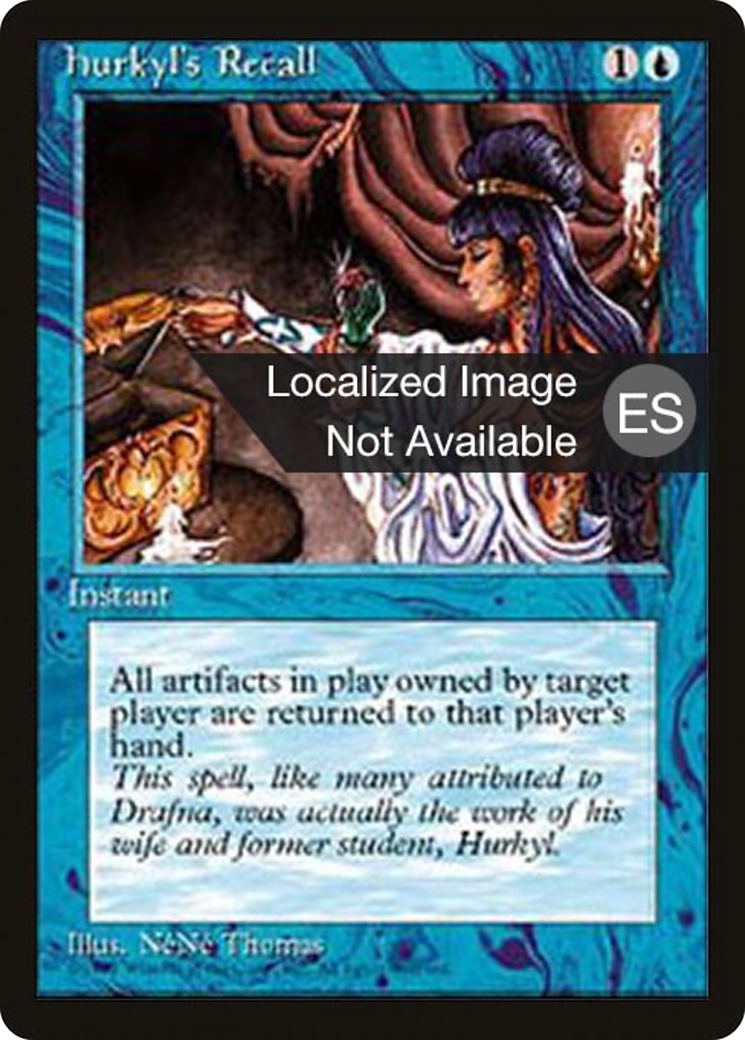 Hurkyl's Recall
1
Localized Image
Not Available
ES
Instant
All artifacts in play owned by target
player are returned to that player's
hand.
This spell, like many attributed to
Drafna, was actually the work of his
wife and former student, Hurkyl.
Illus. NéNé Thomas